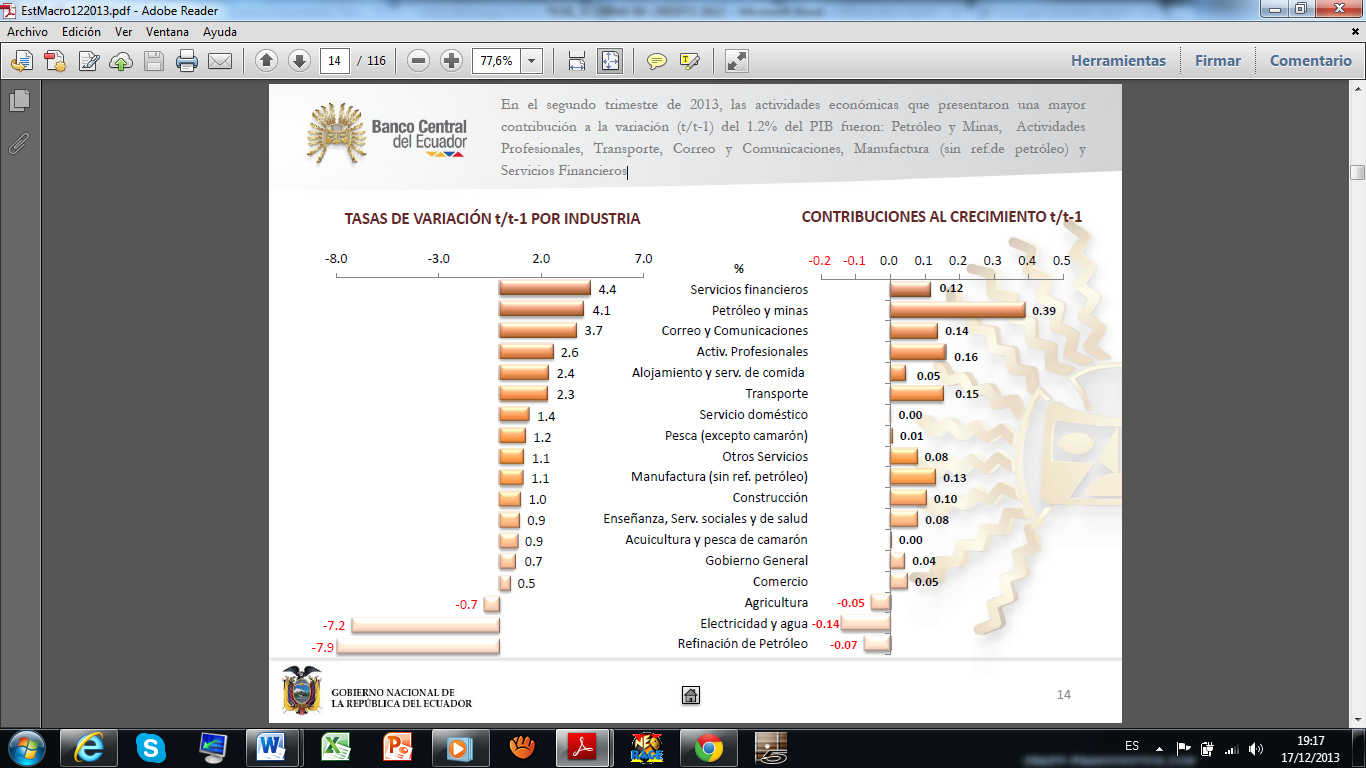 EstMacro122013.pdf - Adobe Reader
Archivo Edición Ver Ventana Ayuda
14 / 116 77,6% Herramientas Firmar Comentario
En el segundo trimestre de 2013, las actividades económicas que presentaron una mayor
contribución a la variación (t/t-1) del 1.2% del PIB fueron: Petróleo y Minas, Actividades
Profesionales, Transporte, Correo y Comunicaciones, Manufactura (sin ref.de petróleo) y
Servicios Financieros
Banco Central
del Ecuador
TASAS DE VARIACIÓN t/t-1 POR INDUSTRIA
CONTRIBUCIONES AL CRECIMIENTO t/t-1
-8.0 -3.0 2.0 7.0
%
-0.2 -0.1 0.0 0.1 0.2 0.3 0.4 0.5
4.4 Servicios financieros 0.12
4.1 Petróleo y minas 0.39
3.7 Correo y Comunicaciones 0.14
2.6 Activ. Profesionales 0.16
2.4 Alojamiento y serv. de comida 0.05
2.3 Transporte 0.15
1.4 Servicio doméstico 0.00
1.2 Pesca (excepto camarón) 0.01
1.1 Otros Servicios 0.08
1.1 Manufactura (sin ref. petróleo) 0.13
1.0 Construcción 0.10
0.9 Enseñanza, Serv. sociales y de salud 0.08
0.9 Acuicultura y pesca de camarón 0.00
0.7 Gobierno General 0.04
0.5 Comercio 0.05
-0.7 Agricultura -0.05
-7.2 Electricidad y agua -0.14
-7.9 Refinación de Petróleo -0.07
GOBIERNO NACIONAL DE
LA REPÚBLICA DEL ECUADOR
14
ES
19:17
17/12/2013